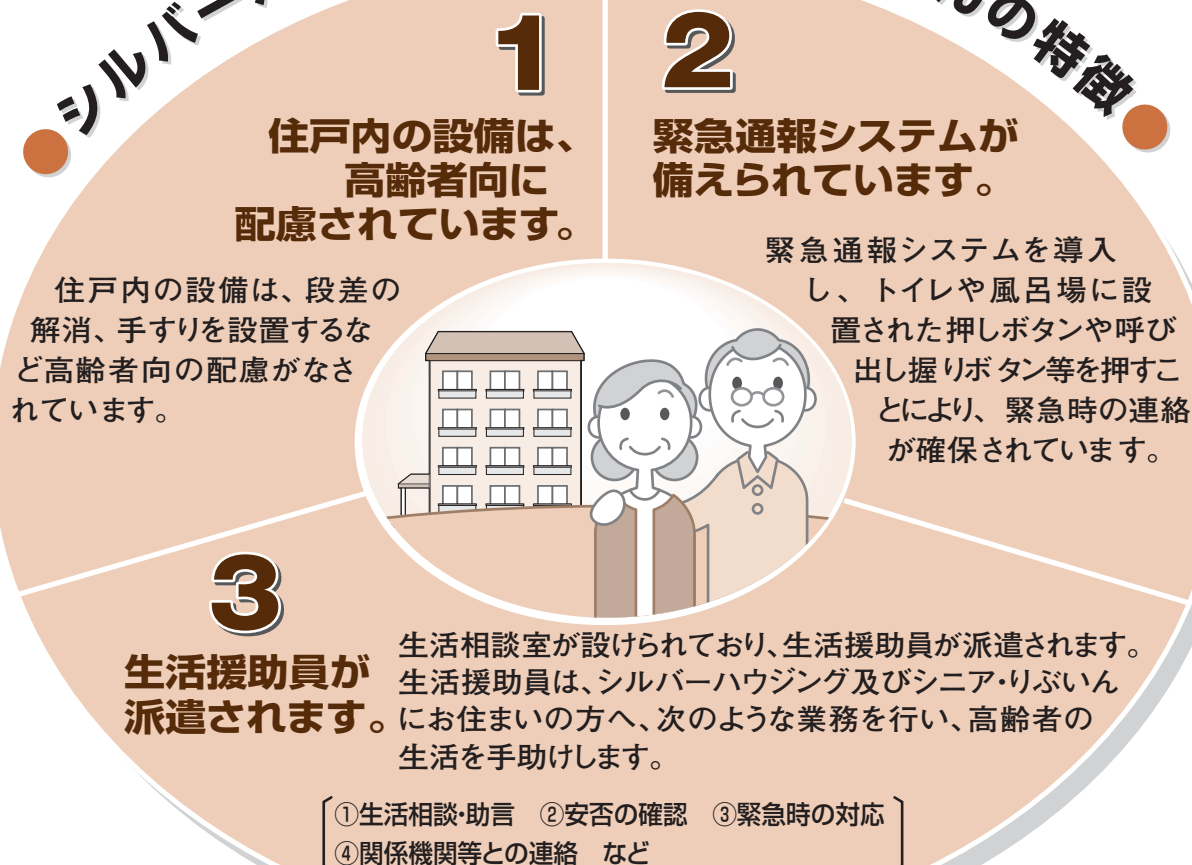 シルバー
の特徴
1
住戸内の設備は、
高齢者向に
配慮されています。
住戸内の設備は、段差の
解消、手すりを設置するな
ど高齢者向の配慮がなさ
れています。
2
緊急通報システムが
備えられています。
緊急通報システムを導入
し、トイレや風呂場に設
置された押しボタンや呼び
出し握りボタン等を押すこ
とにより、緊急時の連絡
が確保されています。
3
生活援助員が
派遣されます。
生活相談室が設けられており、生活援助員が派遣されます。
生活援助員は、シルバーハウジング及びシニア・りぶいん
にお住まいの方へ、次のような業務を行い、高齢者の
生活を手助けします。
①生活相談・助言　②安否の確認　③緊急時の対応
④関係機関等との連絡　など